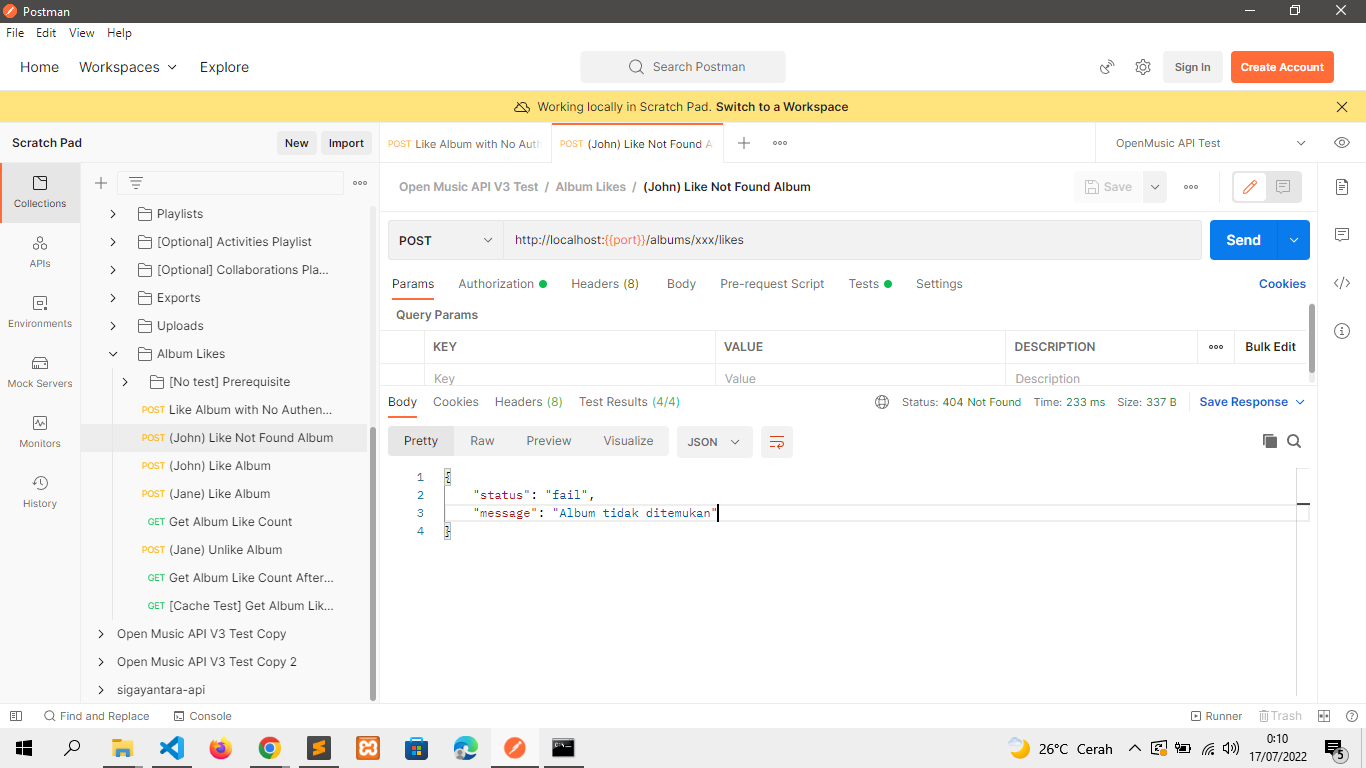 Postman
File Edit View Help
Home Workspaces Explore Search Postman Sign In Create Account
Working locally in Scratch Pad. Switch to a Workspace
Scratch Pad New Import
POST Like Album with No Auth POST (John) Like Not Found A OpenMusic API Test
Collections
APIs
Environments
Mock Servers
Monitors
History
Playlists
[Optional] Activities Playlist
[Optional] Collaborations Pla...
Exports
Uploads
Album Likes
[No test] Prerequisite
POST Like Album with No Authen...
POST (John) Like Not Found Album
POST (John) Like Album
POST (Jane) Like Album
GET Get Album Like Count
POST (Jane) Unlike Album
GET Get Album Like Count After...
GET [Cache Test] Get Album Lik...
Open Music API V3 Test Copy
Open Music API V3 Test Copy 2
sigayantara-api
Open Music API V3 Test / Album Likes / (John) Like Not Found Album Save
POST http://localhost:{{port}}/albums/xxx/likes Send
Params Authorization Headers (8) Body Pre-request Script Tests Settings Cookies
Query Params
KEY VALUE DESCRIPTION Bulk Edit
Key Value Description
Body Cookies Headers (8) Test Results (4/4) Status: 404 Not Found Time: 233 ms Size: 337 B Save Response
Pretty Raw Preview Visualize JSON
1 {
2 "status": "fail",
3 "message": "Album tidak ditemukan"
4 }
Find and Replace Console Runner Trash
26°C Cerah 0:10
17/07/2022 5